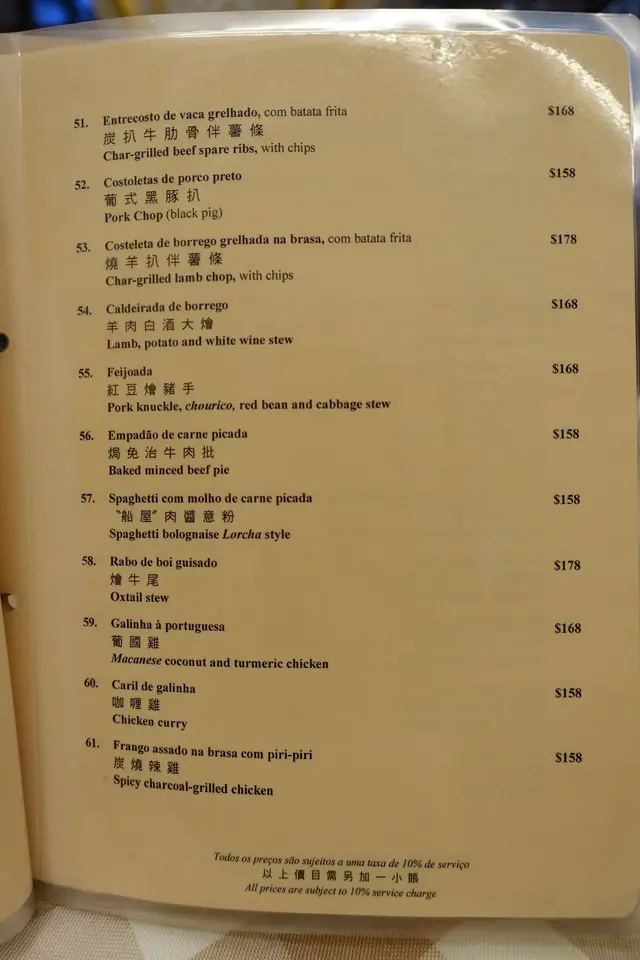 51. Entrecosto de vaca grelhado, com batata frita $168
炭扒牛肋骨伴薯條
Char-grilled beef spare ribs, with chips
52. Costoletas de porco preto $158
葡式黑豚扒
Pork Chop (black pig)
53. Costeleta de borrego grelhada na brasa, com batata frita $178
燒羊扒伴薯條
Char-grilled lamb chop, with chips
54. Caldeirada de borrego $168
羊肉白酒大燴
Lamb, potato and white wine stew
55. Feijoada $168
紅豆燴豬手
Pork knuckle, chourico, red bean and cabbage stew
56. Empadão de carne picada $158
焗免治牛肉批
Baked minced beef pie
57. Spaghetti com molho de carne picada $158
〝船屋〞肉醬意粉
Spaghetti bolognaise Lorcha style
58. Rabo de boi guisado $178
燴牛尾
Oxtail stew
59. Galinha à portuguesa $168
葡國雞
Macanese coconut and turmeric chicken
60. Caril de galinha $158
咖喱雞
Chicken curry
61. Frango assado na brasa com piri-piri $158
炭燒辣雞
Spicy charcoal-grilled chicken
Todos os preços são sujeitos a uma taxa de 10% de serviço
以上價目需另加一小賬
All prices are subject to 10% service charge